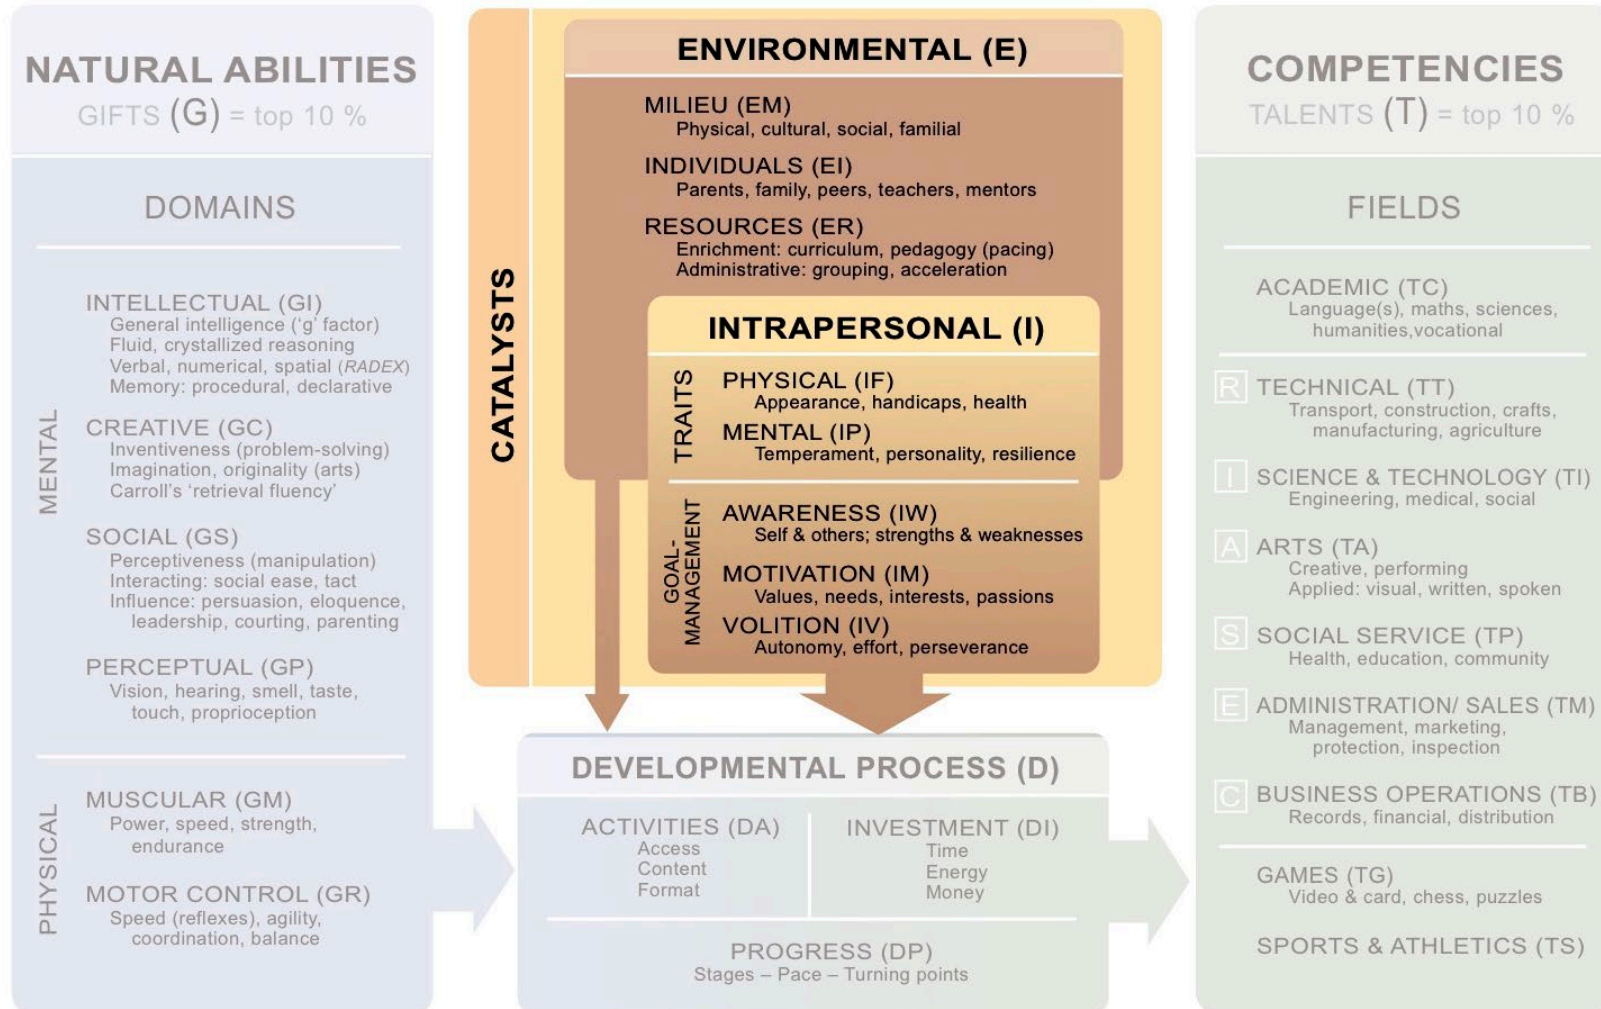 NATURAL ABILITIES
GIFTS (G) = top 10 %
DOMAINS
MENTAL
INTELLECTUAL (GI)
General intelligence (‘g’ factor)
Fluid, crystallized reasoning
Verbal, numerical, spatial (RADEX)
Memory: procedural, declarative
CREATIVE (GC)
Inventiveness (problem-solving)
Imagination, originality (arts)
Carroll’s ‘retrieval fluency’
SOCIAL (GS)
Perceptiveness (manipulation)
Interacting: social ease, tact
Influence: persuasion, eloquence,
leadership, courting, parenting
PERCEPTUAL (GP)
Vision, hearing, smell, taste,
touch, proprioception
PHYSICAL
MUSCULAR (GM)
Power, speed, strength,
endurance
MOTOR CONTROL (GR)
Speed (reflexes), agility,
coordination, balance
CATALYSTS
ENVIRONMENTAL (E)
MILIEU (EM)
Physical, cultural, social, familial
INDIVIDUALS (EI)
Parents, family, peers, teachers, mentors
RESOURCES (ER)
Enrichment: curriculum, pedagogy (pacing)
Administrative: grouping, acceleration
INTRAPERSONAL (I)
TRAITS
PHYSICAL (IF)
Appearance, handicaps, health
MENTAL (IP)
Temperament, personality, resilience
GOAL-
MANAGEMENT
AWARENESS (IW)
Self & others; strengths & weaknesses
MOTIVATION (IM)
Values, needs, interests, passions
VOLITION (IV)
Autonomy, effort, perseverance
DEVELOPMENTAL PROCESS (D)
ACTIVITIES (DA)
Access
Content
Format
INVESTMENT (DI)
Time
Energy
Money
PROGRESS (DP)
Stages – Pace – Turning points
COMPETENCIES
TALENTS (T) = top 10 %
FIELDS
ACADEMIC (TC)
Language(s), maths, sciences,
humanities,vocational
R TECHNICAL (TT)
Transport, construction, crafts,
manufacturing, agriculture
I SCIENCE & TECHNOLOGY (TI)
Engineering, medical, social
A ARTS (TA)
Creative, performing
Applied: visual, written, spoken
S SOCIAL SERVICE (TP)
Health, education, community
E ADMINISTRATION/ SALES (TM)
Management, marketing,
protection, inspection
C BUSINESS OPERATIONS (TB)
Records, financial, distribution
GAMES (TG)
Video & card, chess, puzzles
SPORTS & ATHLETICS (TS)